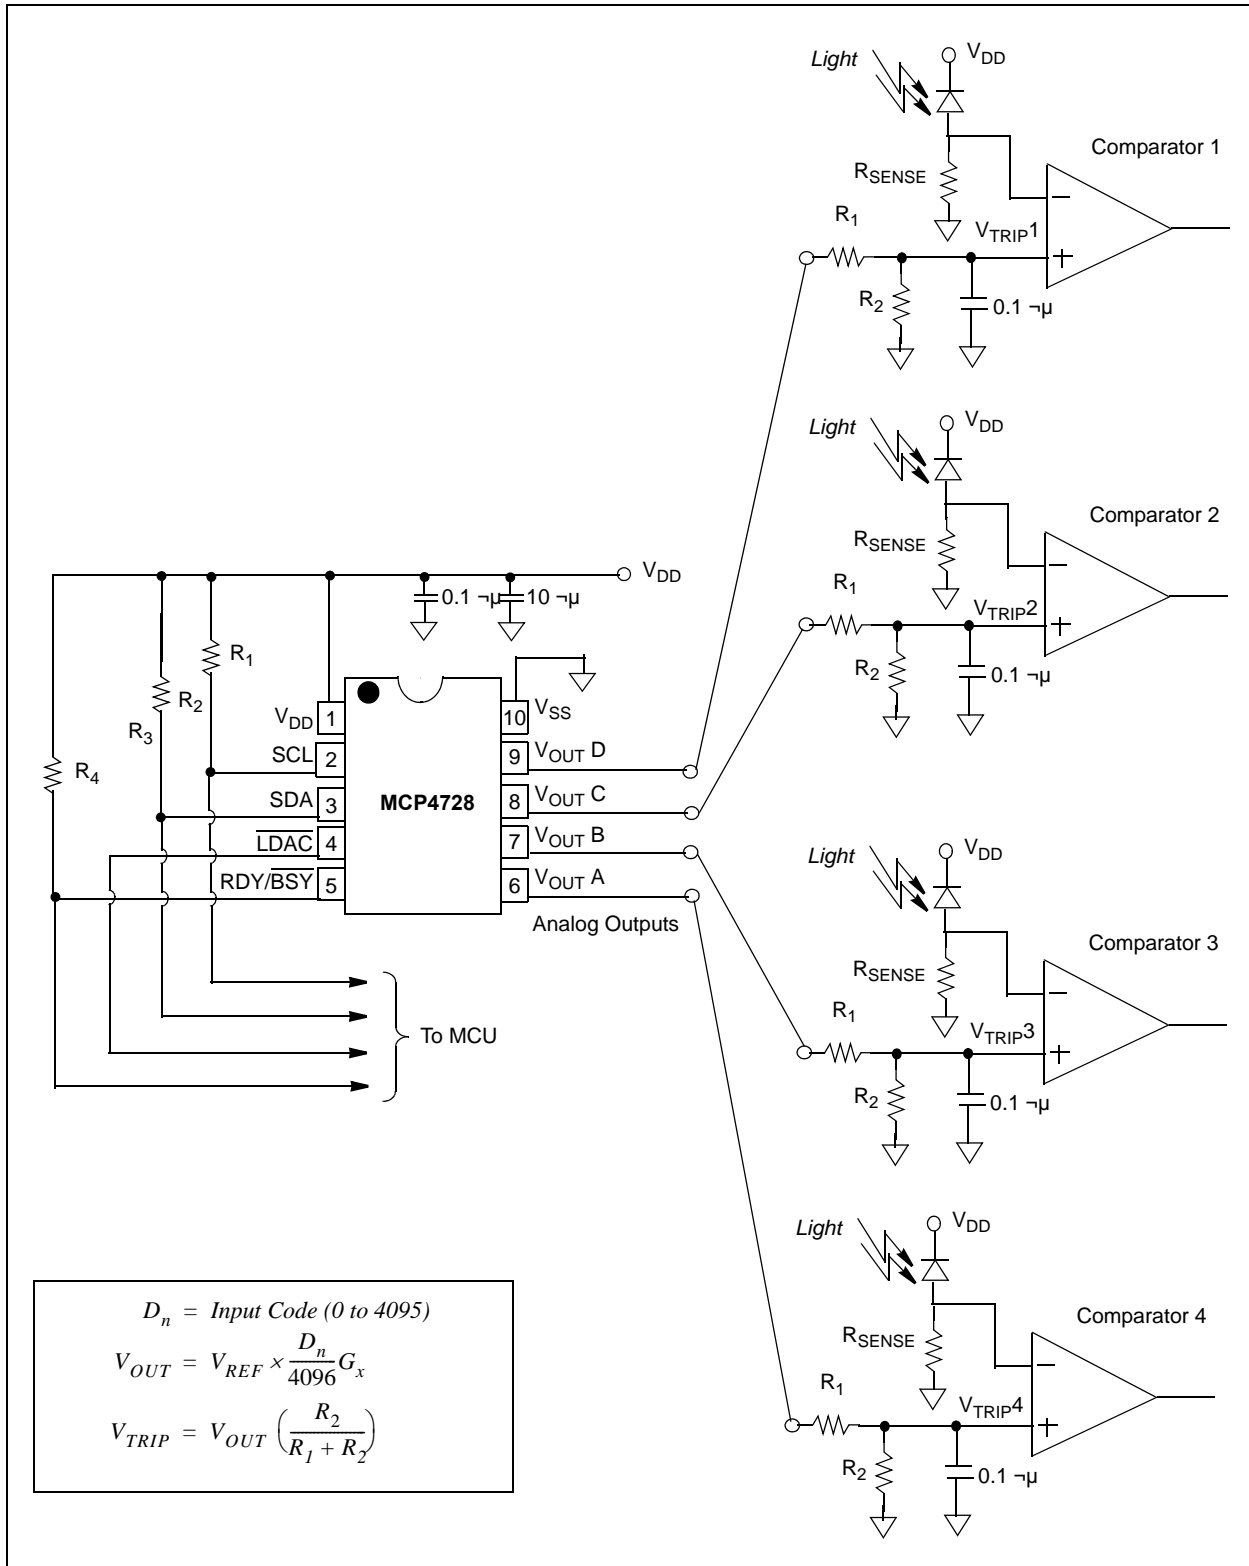 Light
VDD
Comparator 1
RSENSE
R1
VTRIP1
−
+
R2
0.1 ¬µ
Light
VDD
Comparator 2
RSENSE
R1
VTRIP2
−
+
R2
0.1 ¬µ
VDD
0.1 ¬µ
10 ¬µ
R1
R2
R3
R4
VDD
1
SCL
2
SDA
3
LDAC
4
RDY/BSY
5
MCP4728
10
VSS
9
VOUT D
8
VOUT C
7
VOUT B
6
VOUT A
Analog Outputs
To MCU
Light
VDD
Comparator 3
RSENSE
R1
VTRIP3
−
+
R2
0.1 ¬µ
Light
VDD
Comparator 4
RSENSE
R1
VTRIP4
−
+
R2
0.1 ¬µ
Dn = Input Code (0 to 4095)
VOUT = VREF × Dn/4096 Gx
VTRIP = VOUT (R2/(R1 + R2))